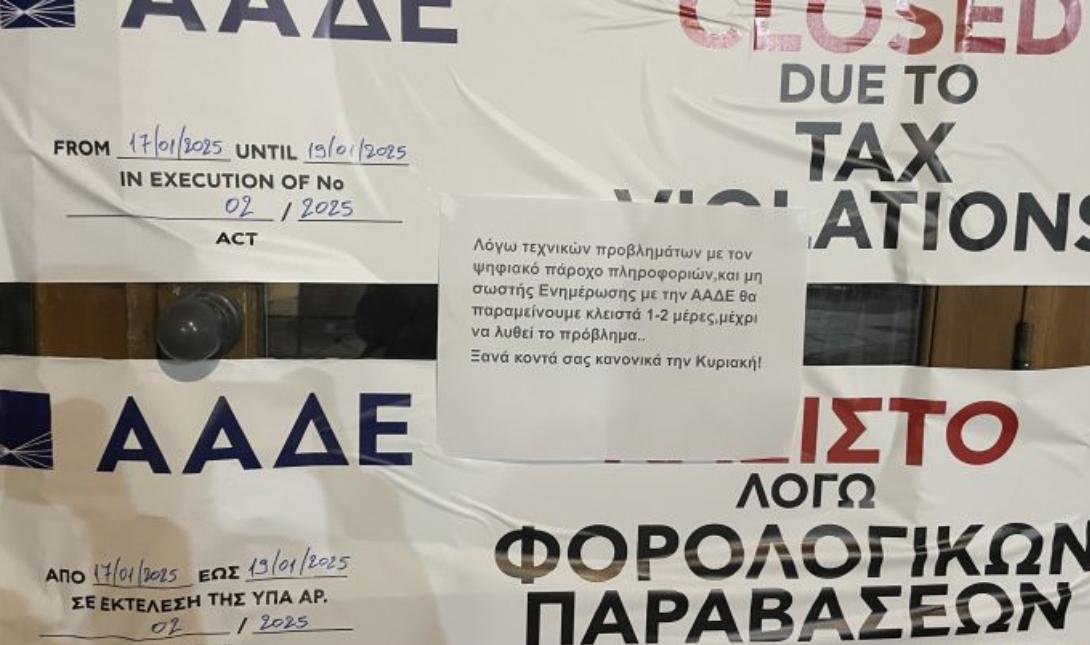 ΑΑΔΕ
CLOSED
DUE TO
TAX
VIOLATIONS
FROM 17/01/2025 UNTIL 19/01/2025
IN EXECUTION OF No
02 / 2025
ACT
Λόγω τεχνικών προβλημάτων με τον
ψηφιακό πάροχο πληροφοριών,και μη
σωστής Ενημέρωσης με την ΑΑΔΕ θα
παραμείνουμε κλειστά 1-2 μέρες,μέχρι
να λυθεί το πρόβλημα..
Ξανά κοντά σας κανονικά την Κυριακή!
ΑΑΔΕ
ΚΛΕΙΣΤΟ
ΛΟΓΩ
ΦΟΡΟΛΟΓΙΚΩΝ
ΠΑΡΑΒΑΣΕΩΝ
ΑΠΟ 17/01/2025 ΕΩΣ 19/01/2025
ΣΕ ΕΚΤΕΛΕΣΗ ΤΗΣ ΥΠΑ ΑΡ.
02 / 2025